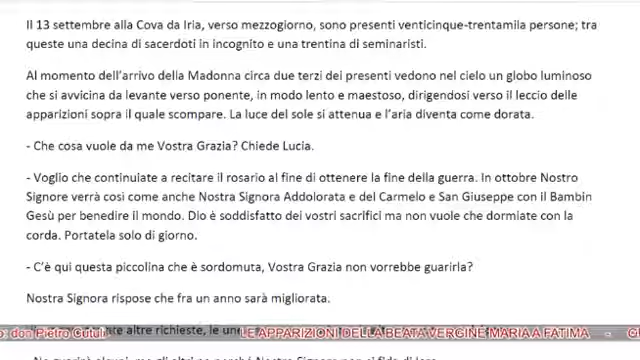 Il 13 settembre alla Cova da Iria, verso mezzogiorno, sono presenti venticinque-trentamila persone; tra
queste una decina di sacerdoti in incognito e una trentina di seminaristi.
Al momento dell'arrivo della Madonna circa due terzi dei presenti vedono nel cielo un globo luminoso
che si avvicina da levante verso ponente, in modo lento e maestoso, dirigendosi verso il leccio delle
apparizioni sopra il quale scompare. La luce del sole si attenua e l'aria diventa come dorata.
- Che cosa vuole da me Vostra Grazia? Chiede Lucia.
- Voglio che continuiate a recitare il rosario al fine di ottenere la fine della guerra. In ottobre Nostro
Signore verrà così come anche Nostra Signora Addolorata e del Carmelo e San Giuseppe con il Bambin
Gesù per benedire il mondo. Dio è soddisfatto dei vostri sacrifici ma non vuole che dormiate con la
corda. Portatela solo di giorno.
- C'è qui questa piccolina che è sordomuta, Vostra Grazia non vorrebbe guarirla?
Nostra Signora rispose che fra un anno sarà migliorata.
don Pietro Cutuli altre richieste, le LE APPARIZIONI DELLA BEATA VERGINE MARIA A FATIMA -